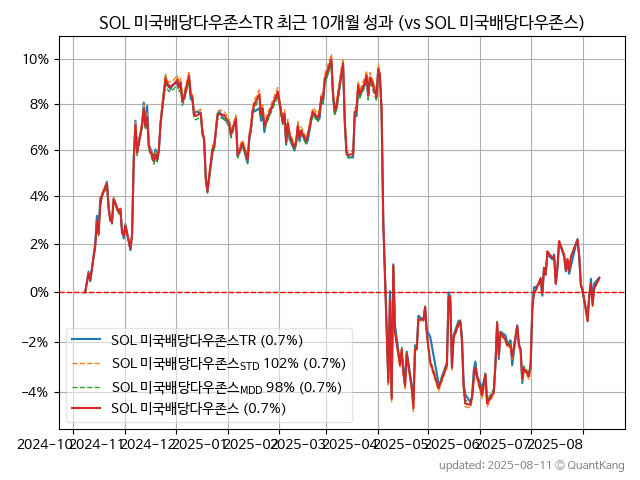 SOL 미국배당다우존스TR 최근 10개월 성과 (vs SOL 미국배당다우존스)
10%
8%
6%
4%
2%
0%
−2%
−4%
SOL 미국배당다우존스TR (0.7%)
SOL 미국배당다우존스STD 102% (0.7%)
SOL 미국배당다우존스MDD 98% (0.7%)
SOL 미국배당다우존스 (0.7%)
2024-10 2024-11 2024-12 2025-01 2025-02 2025-03 2025-04 2025-05 2025-06 2025-07 2025-08
updated: 2025-08-11 © QuantKang